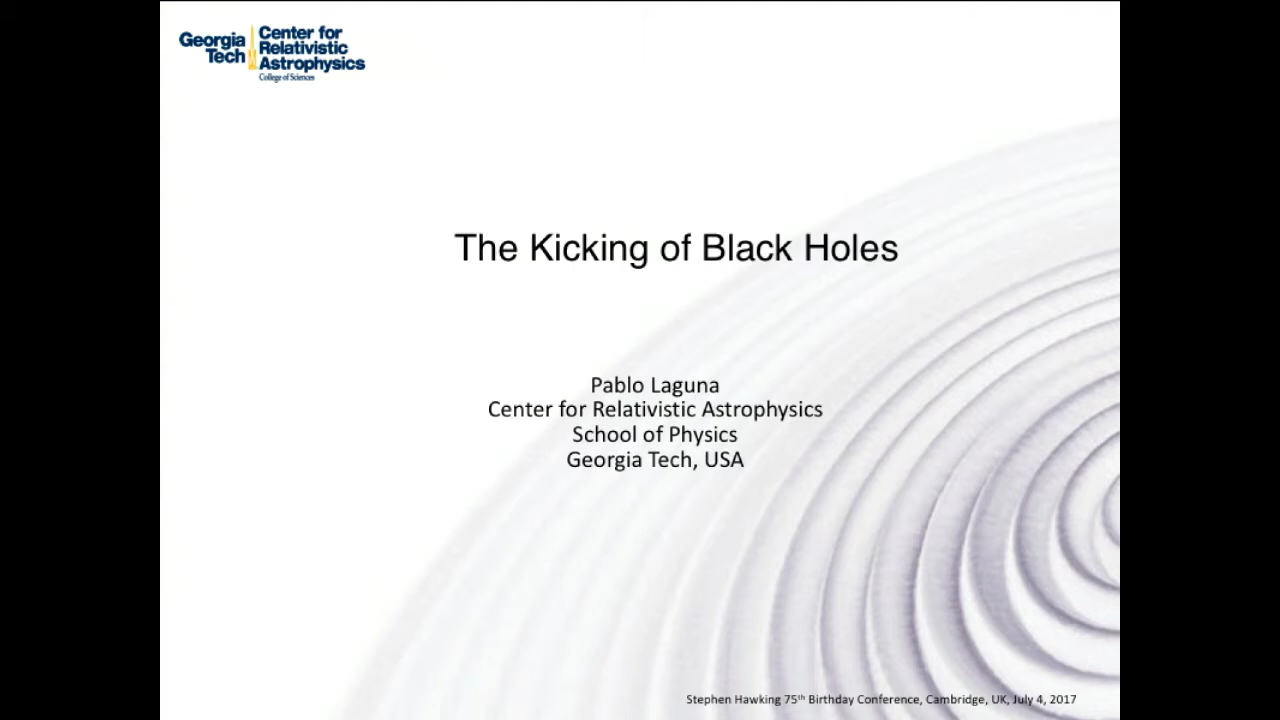 Georgia Tech
Center for
Relativistic
Astrophysics
College of Sciences
The Kicking of Black Holes
Pablo Laguna
Center for Relativistic Astrophysics
School of Physics
Georgia Tech, USA
Stephen Hawking 75th Birthday Conference, Cambridge, UK, July 4, 2017